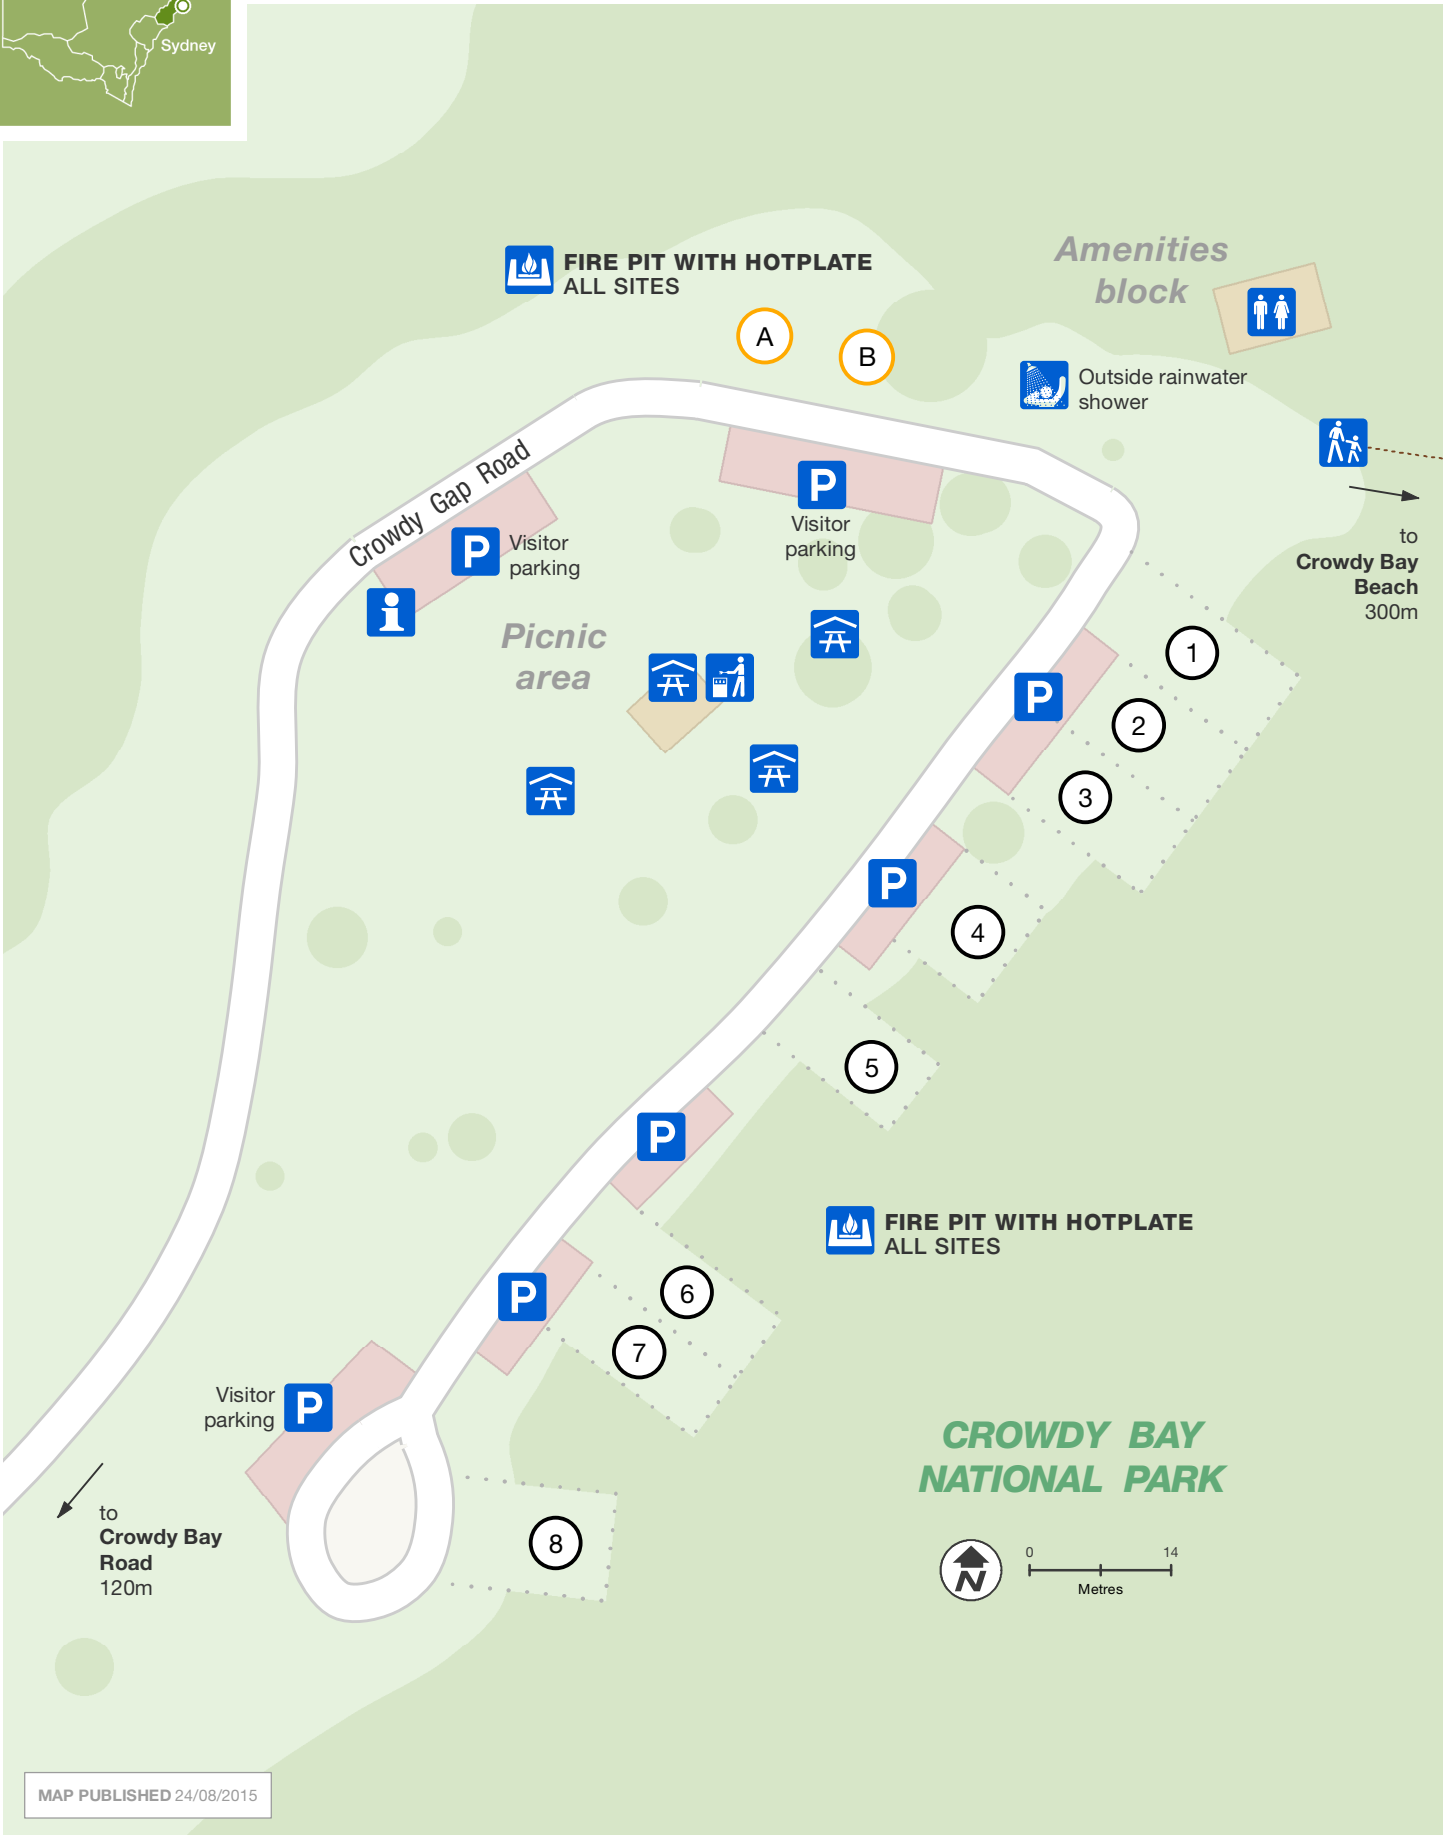 Sydney
FIRE PIT WITH HOTPLATE
ALL SITES
Amenities
block
A
B
Outside rainwater
shower
Crowdy Gap Road
P
Visitor
parking
P
Visitor
parking
to
Crowdy Bay
Beach
300m
i
Picnic
area
1
P
2
3
P
4
5
P
FIRE PIT WITH HOTPLATE
ALL SITES
6
P
7
Visitor
parking
P
CROWDY BAY
NATIONAL PARK
to
Crowdy Bay
Road
120m
8
N
0 14
Metres
MAP PUBLISHED 24/08/2015